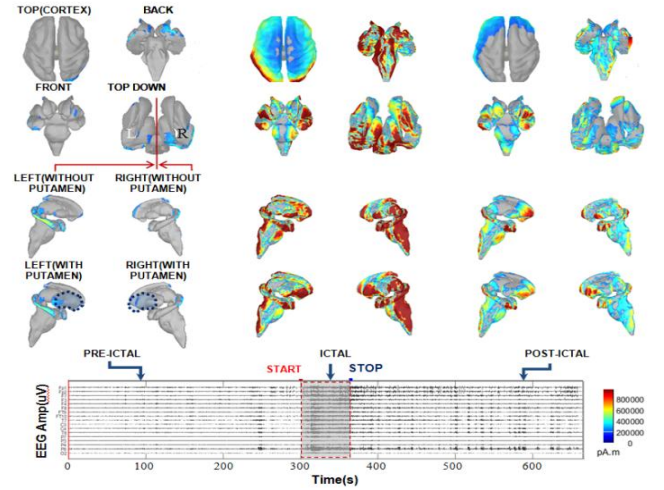 TOP(CORTEX) BACK
FRONT TOP DOWN
L R
LEFT(WITHOUT PUTAMEN) RIGHT(WITHOUT PUTAMEN)
LEFT(WITH PUTAMEN) RIGHT(WITH PUTAMEN)
PRE-ICTAL ICTAL POST-ICTAL
START STOP
EEG Amp(uV)
800000
600000
400000
200000
0
pA.m
0 100 200 300 400 500 600
Time(s)